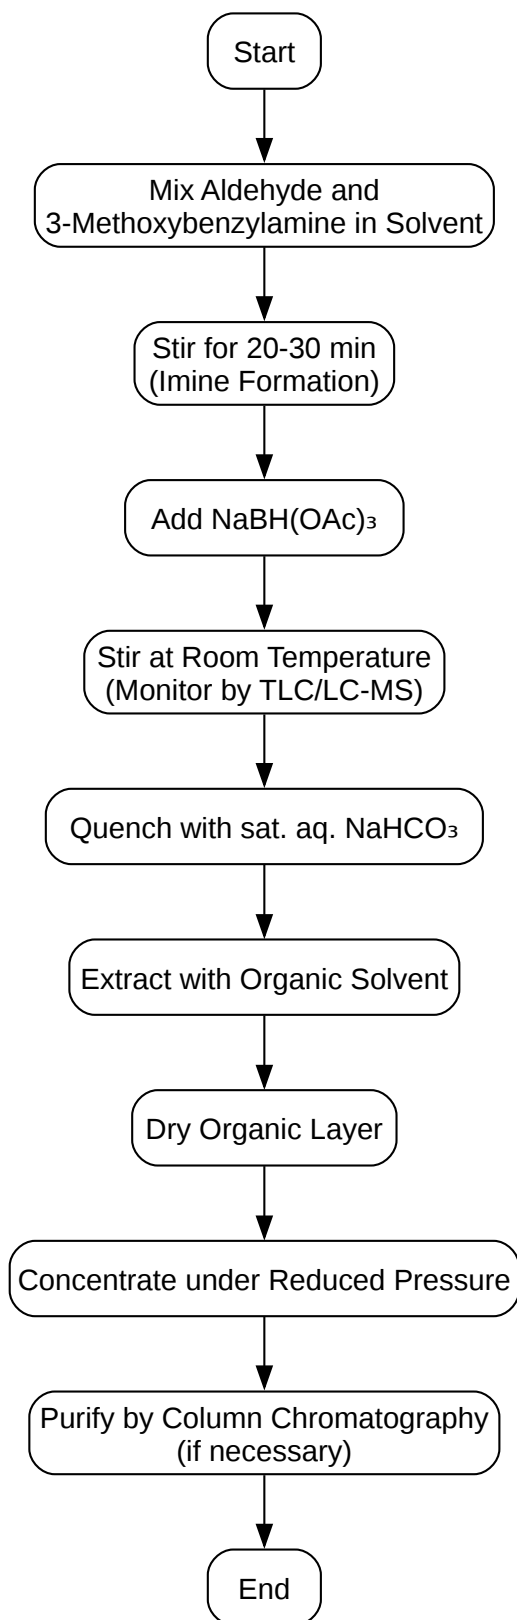 Start
Mix Aldehyde and
3-Methoxybenzylamine in Solvent
Stir for 20-30 min
(Imine Formation)
Add NaBH(OAc)₃
Stir at Room Temperature
(Monitor by TLC/LC-MS)
Quench with sat. aq. NaHCO₃
Extract with Organic Solvent
Dry Organic Layer
Concentrate under Reduced Pressure
Purify by Column Chromatography
(if necessary)
End